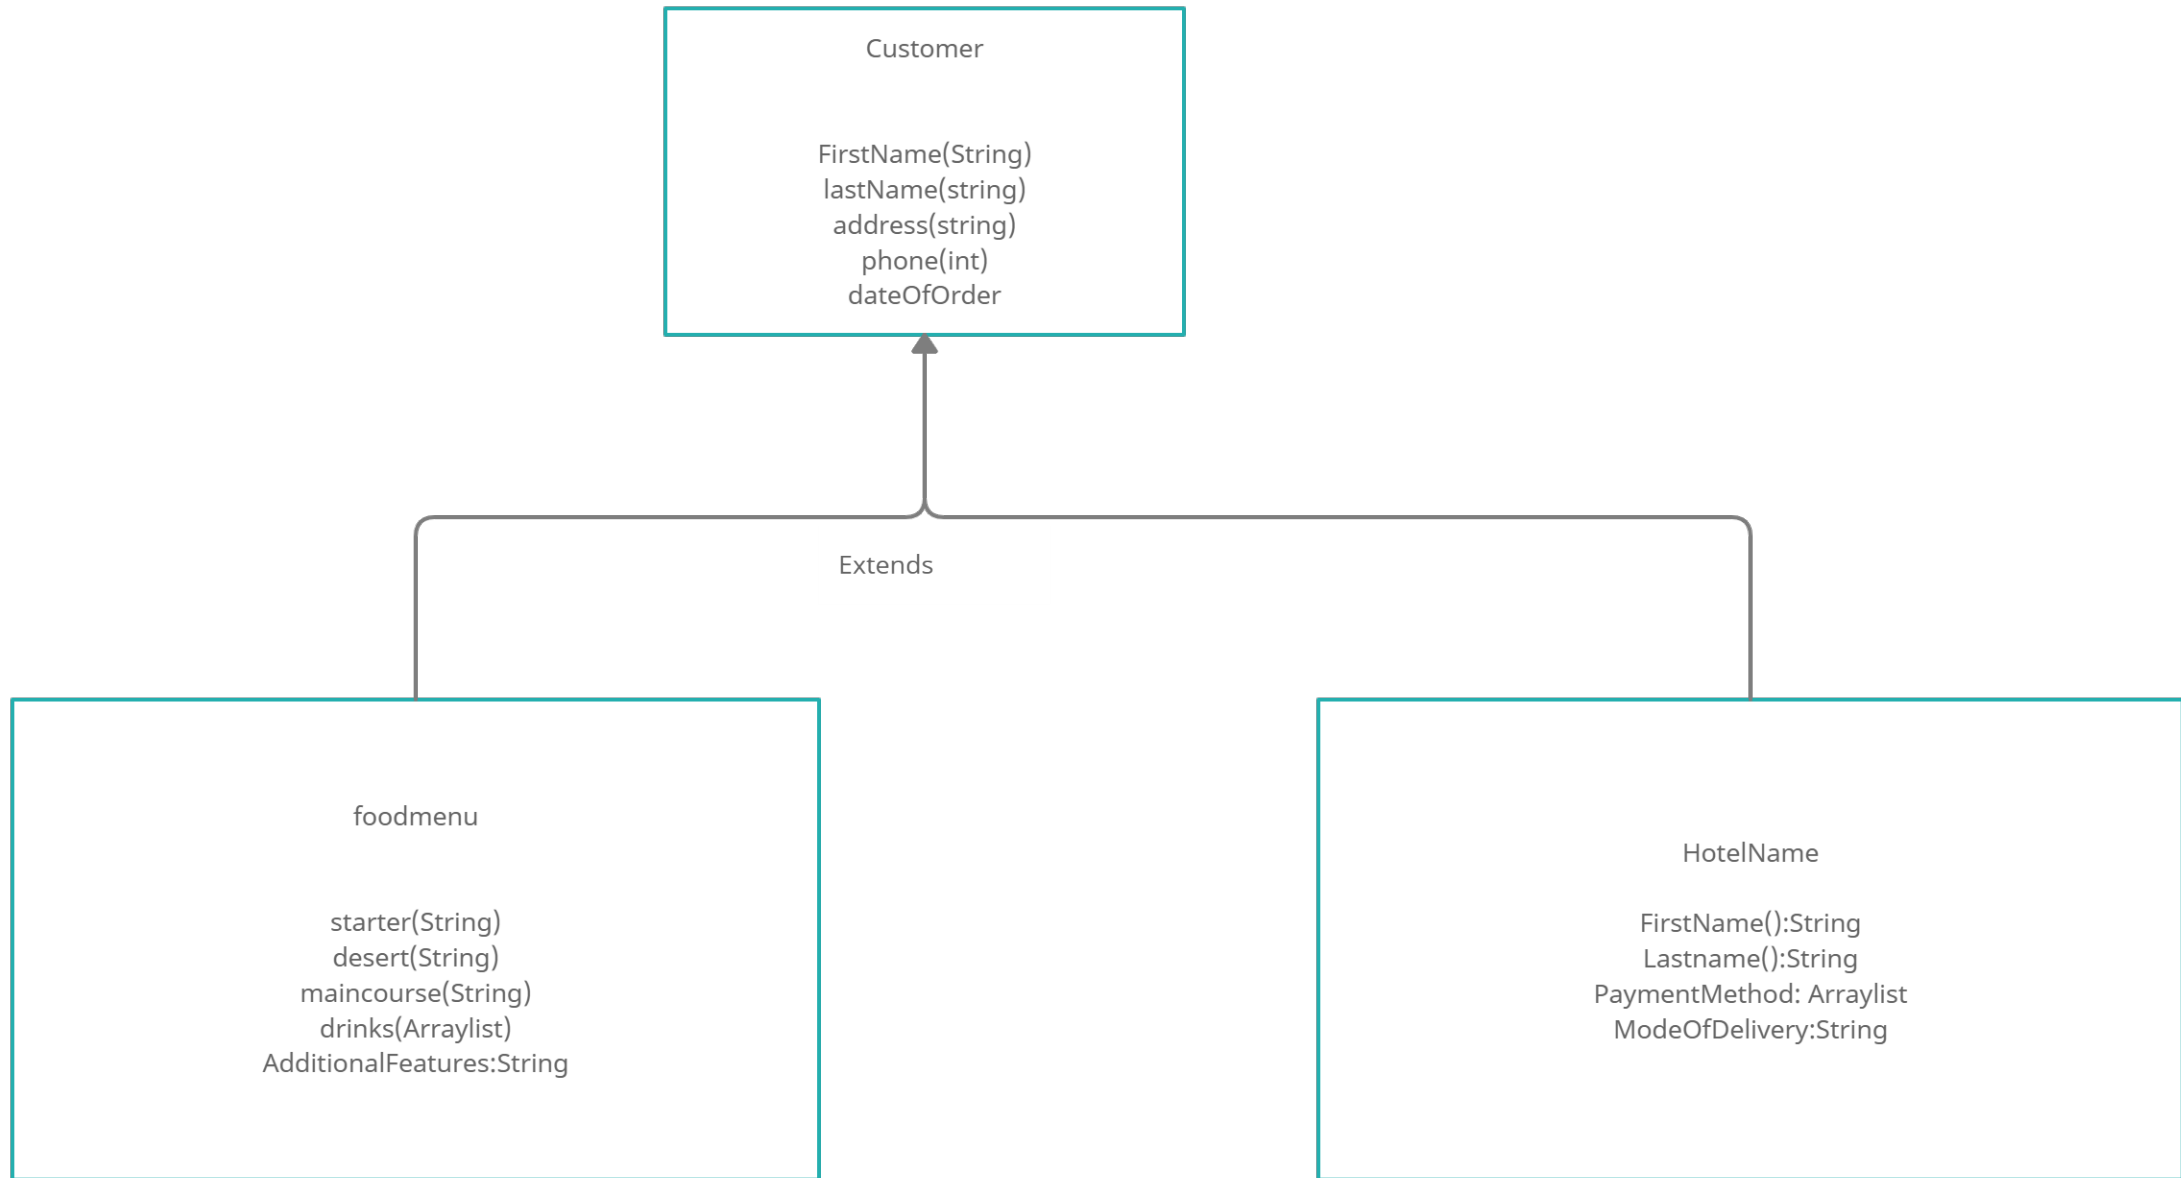 Customer
FirstName(String)
lastName(string)
address(string)
phone(int)
dateOfOrder
Extends
foodmenu
starter(String)
desert(String)
maincourse(String)
drinks(Arraylist)
AdditionalFeatures:String
HotelName
FirstName():String
Lastname():String
PaymentMethod: Arraylist
ModeOfDelivery:String